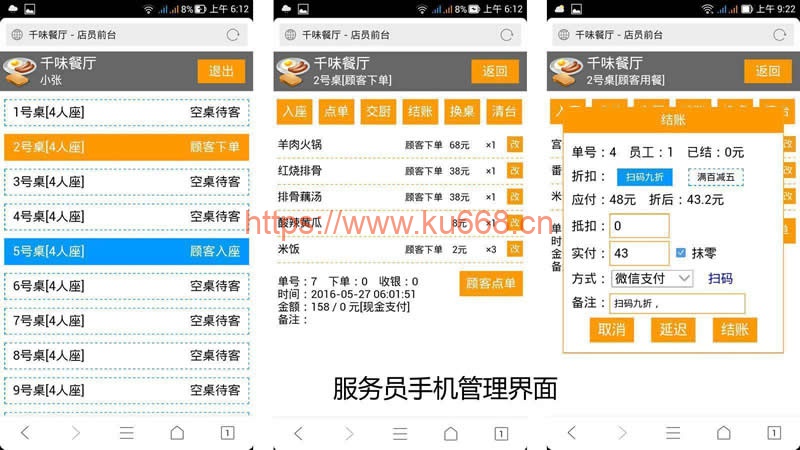 8% 上午 6:12
千味餐厅 - 店员前台
千味餐厅
小张
退出
1号桌[4人座] 空桌待客
2号桌[4人座] 顾客下单
3号桌[4人座] 空桌待客
4号桌[4人座] 空桌待客
5号桌[4人座] 顾客入座
6号桌[4人座] 空桌待客
7号桌[4人座] 空桌待客
8号桌[4人座] 空桌待客
9号桌[4人座] 空桌待客
1
8% 上午 6:12
千味餐厅 - 店员前台
千味餐厅
2号桌[顾客下单]
返回
入座 点单 交厨 结账 换桌 清台
羊肉火锅 顾客下单 68元 ×1 改
红烧排骨 顾客下单 38元 ×1 改
排骨藕汤 顾客下单 38元 ×1 改
酸辣黄瓜 8元 ×1 改
米饭 顾客下单 2元 ×3 改
单号：7 下单：0 收银：0
时间：2016-05-27 06:01:51
金额：158 / 0 元[现金支付]
备注：
顾客点单
1
上午 9:22
千味餐厅 - 店员前台
千味餐厅
2号桌[顾客用餐]
返回
宫
番
米
单
时
金
备
结账
单号：4 员工：1 已结：0元
折扣： 扫码九折 满百减五
应付：48元 折后：43.2元
抵扣： 0
实付： 43 抹零
方式： 微信支付 扫码
备注： 扫码九折，
取消 延迟 结账
1
https://www.ku668.cn
服务员手机管理界面